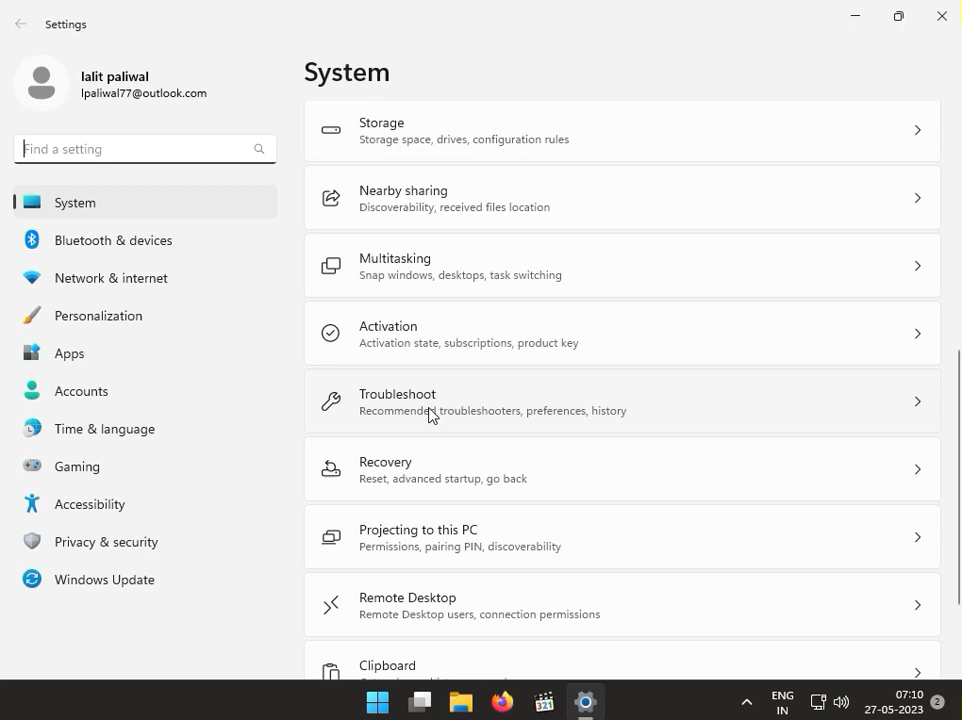 Settings
lalit paliwal
lpaliwal77@outlook.com
Find a setting
System
Bluetooth & devices
Network & internet
Personalization
Apps
Accounts
Time & language
Gaming
Accessibility
Privacy & security
Windows Update
System
Storage
Storage space, drives, configuration rules
Nearby sharing
Discoverability, received files location
Multitasking
Snap windows, desktops, task switching
Activation
Activation state, subscriptions, product key
Troubleshoot
Recommended troubleshooters, preferences, history
Recovery
Reset, advanced startup, go back
Projecting to this PC
Permissions, pairing PIN, discoverability
Remote Desktop
Remote Desktop users, connection permissions
Clipboard
321
ENG
IN
07:10
27-05-2023
2